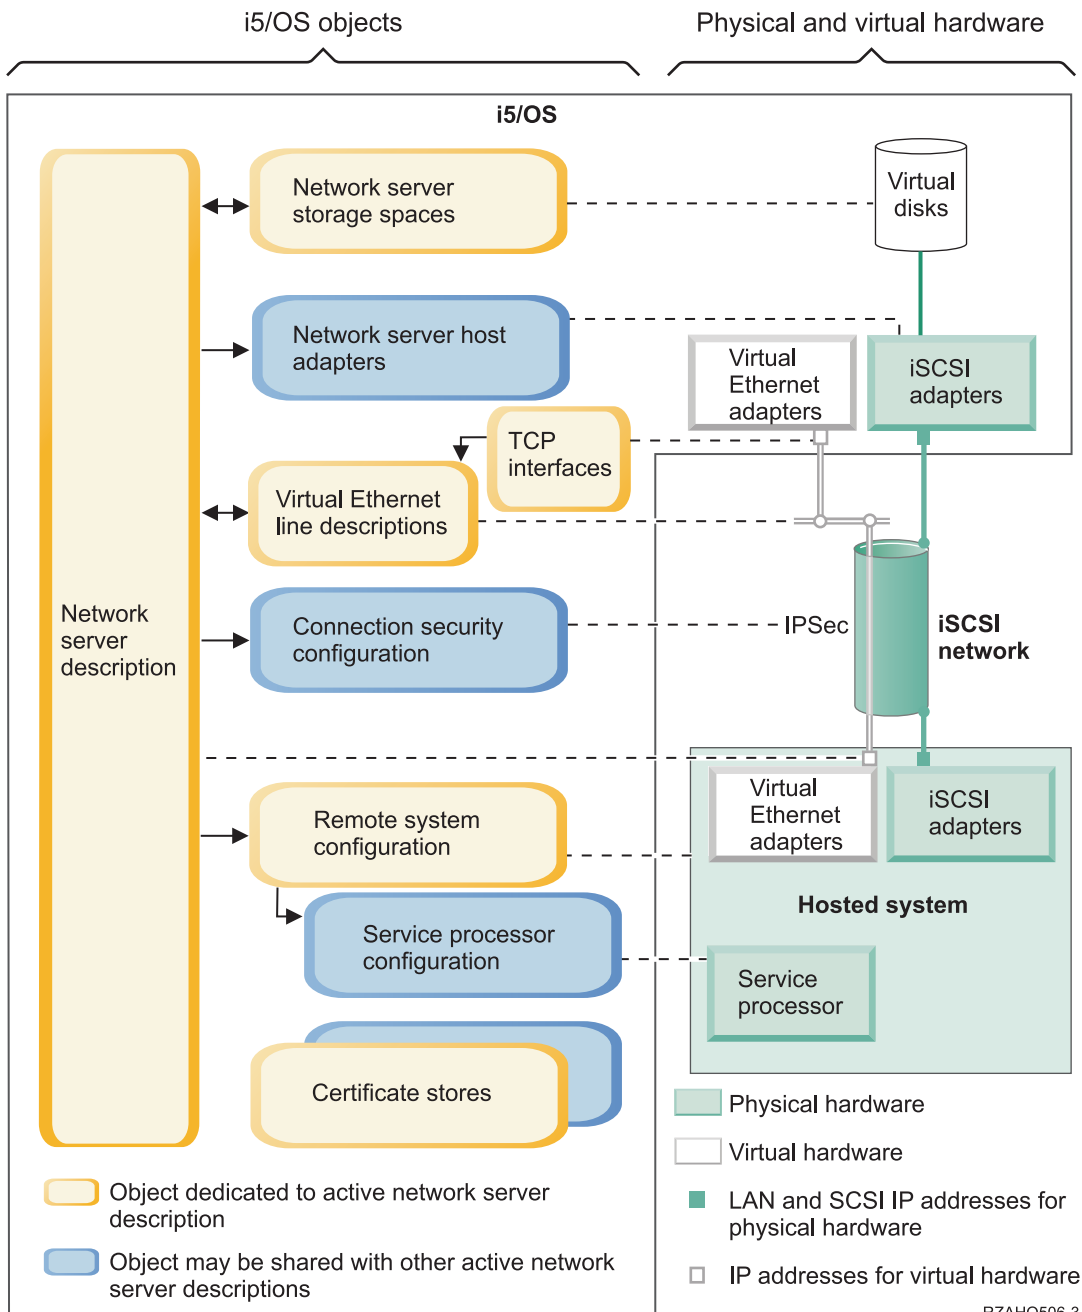 i5/OS objects
Physical and virtual hardware
i5/OS
Network server
storage spaces
Virtual
disks
Network server host
adapters
Virtual
Ethernet
adapters
iSCSI
adapters
TCP
interfaces
Virtual Ethernet
line descriptions
Network
server
description
Connection security
configuration
IPSec
iSCSI
network
Remote system
configuration
Virtual
Ethernet
adapters
iSCSI
adapters
Hosted system
Service processor
configuration
Service
processor
Certificate stores
Physical hardware
Virtual hardware
LAN and SCSI IP addresses for
physical hardware
IP addresses for virtual hardware
Object dedicated to active network server
description
Object may be shared with other active network
server descriptions